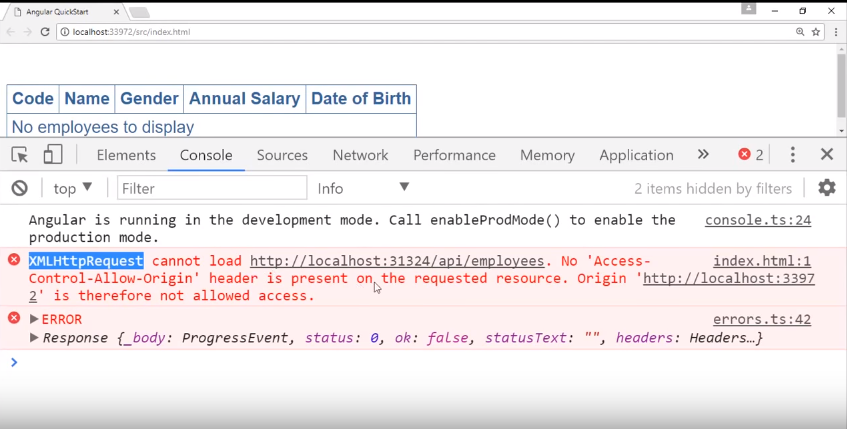 Angular QuickStart
localhost:33972/src/index.html
Code Name Gender Annual Salary Date of Birth
No employees to display
Elements Console Sources Network Performance Memory Application 2
top Filter Info 2 items hidden by filters
Angular is running in the development mode. Call enableProdMode() to enable the console.ts:24
production mode.
XMLHttpRequest cannot load http://localhost:31324/api/employees. No 'Access- index.html:1
Control-Allow-Origin' header is present on the requested resource. Origin 'http://localhost:3397
2' is therefore not allowed access.
ERROR errors.ts:42
Response {_body: ProgressEvent, status: 0, ok: false, statusText: "", headers: Headers…}